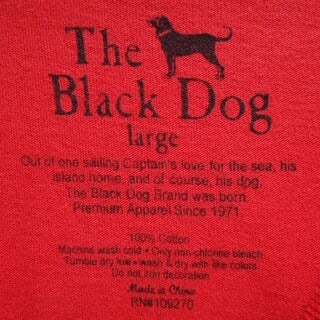 The
Black Dog
large
Out of one sailing Captain's love for the sea, his
island home, and of course, his dog,
The Black Dog Brand was born.
Premium Apparel Since 1971.
100% Cotton
Machine wash cold • Only non-chlorine bleach
Tumble dry low • wash & dry with like colors
Do not iron decoration
Made in China
RN#109270